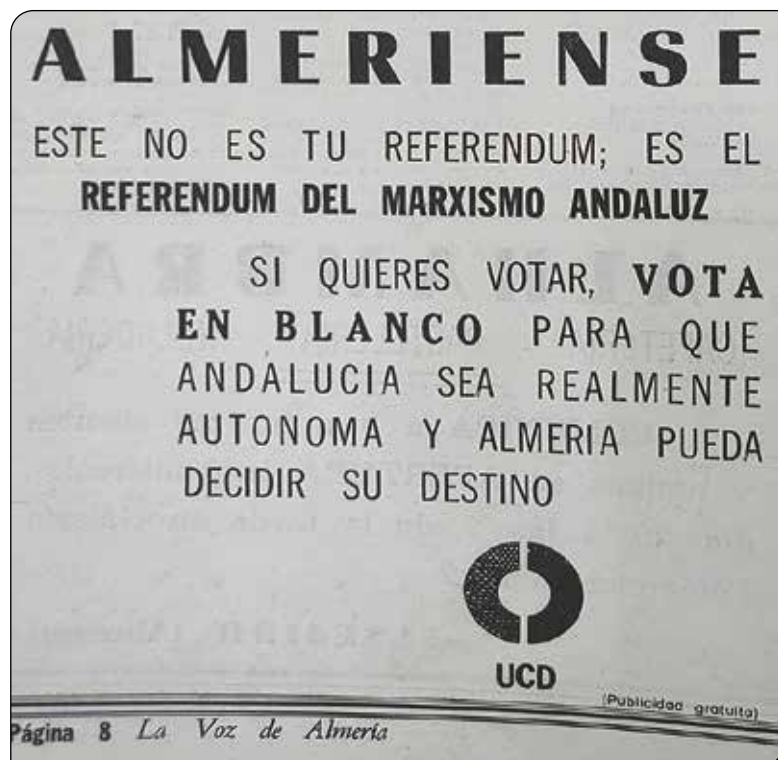 ALMERIENSE
ESTE NO ES TU REFERENDUM; ES EL
REFERENDUM DEL MARXISMO ANDALUZ
SI QUIERES VOTAR, VOTA
EN BLANCO PARA QUE
ANDALUCIA SEA REALMENTE
AUTONOMA Y ALMERIA PUEDA
DECIDIR SU DESTINO
UCD
(Publicidad gratuita)
Página 8 La Voz de Almería